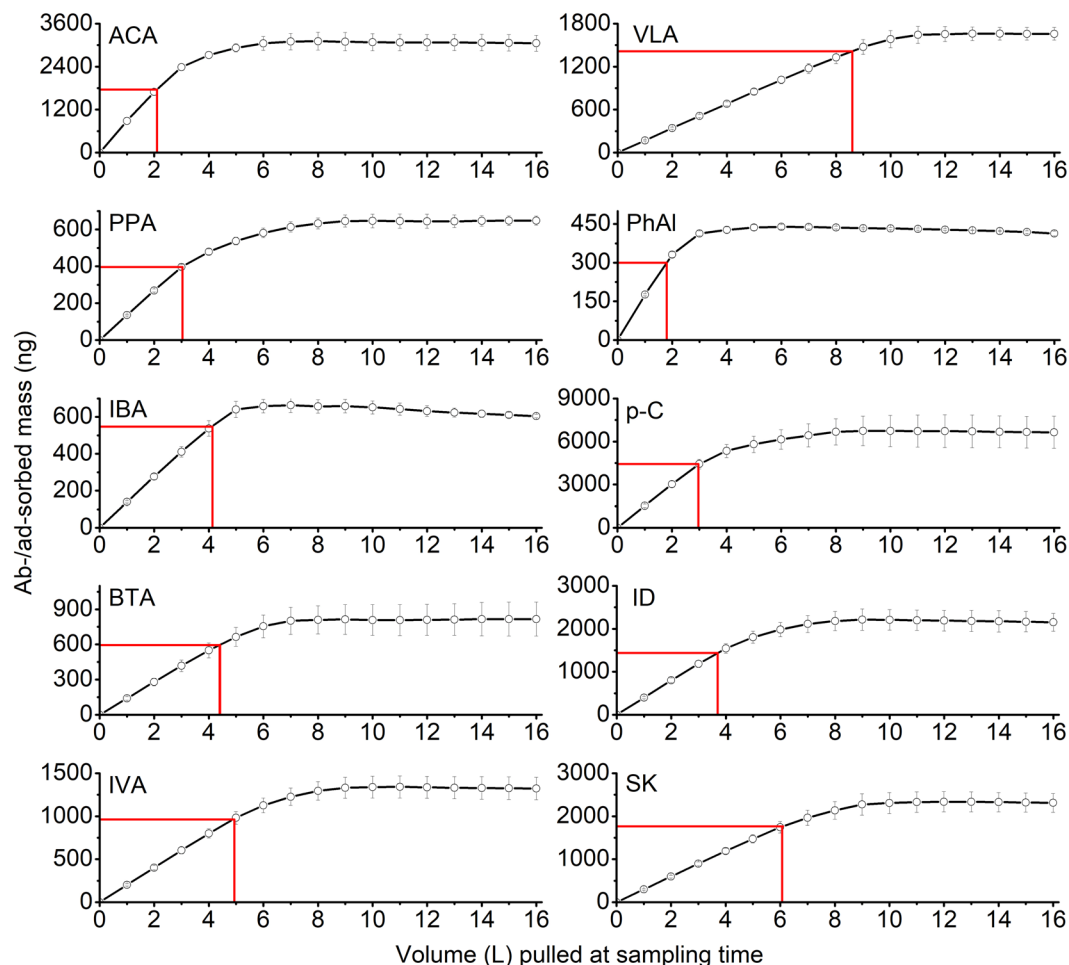 ACA
3600
2400
1200
0
0 2 4 6 8 10 12 14 16
VLA
1800
1200
600
0
0 2 4 6 8 10 12 14 16
PPA
600
400
200
0
0 2 4 6 8 10 12 14 16
PhAl
450
300
150
0
0 2 4 6 8 10 12 14 16
IBA
600
400
200
0
0 2 4 6 8 10 12 14 16
p-C
9000
6000
3000
0
0 2 4 6 8 10 12 14 16
BTA
900
600
300
0
0 2 4 6 8 10 12 14 16
ID
3000
2000
1000
0
0 2 4 6 8 10 12 14 16
IVA
1500
1000
500
0
0 2 4 6 8 10 12 14 16
SK
3000
2000
1000
0
0 2 4 6 8 10 12 14 16
Ab-/ad-sorbed mass (ng)
Volume (L) pulled at sampling time